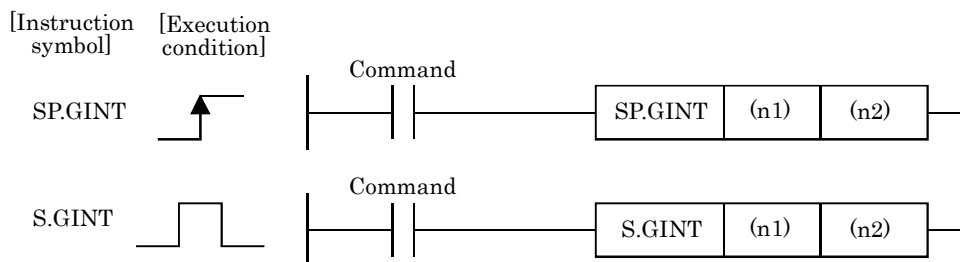 [Instruction symbol]
[Execution condition]
Command
SP.GINT
SP.GINT
(n1)
(n2)
Command
S.GINT
S.GINT
(n1)
(n2)